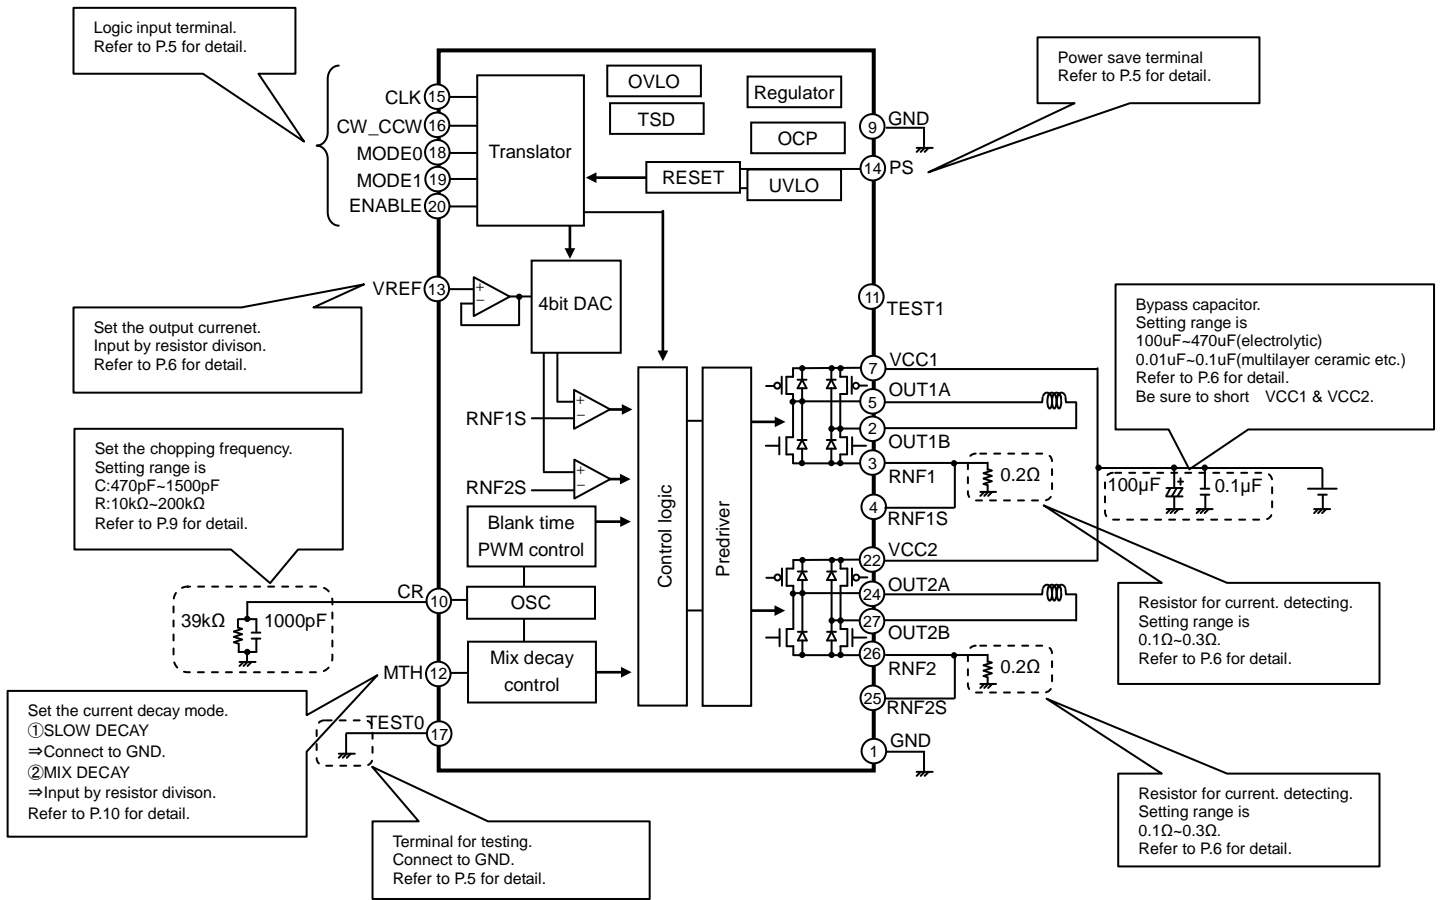 Logic input terminal.
Refer to P.5 for detail.
Power save terminal
Refer to P.5 for detail.
CLK 15
CW_CCW 16
MODE0 18
MODE1 19
ENABLE 20
Translator
OVLO
TSD
Regulator
OCP
RESET
UVLO
9 GND
14 PS
VREF 13
+
−
4bit DAC
11
TEST1
Set the output currenet.
Input by resistor divison.
Refer to P.6 for detail.
Bypass capacitor.
Setting range is
100uF~470uF(electrolytic)
0.01uF~0.1uF(multilayer ceramic etc.)
Refer to P.6 for detail.
Be sure to short VCC1 & VCC2.
RNF1S
+
−
RNF2S
+
−
Control logic
Predriver
7 VCC1
5 OUT1A
2
OUT1B
3
RNF1
4
RNF1S
0.2Ω
100µF
+
0.1µF
Set the chopping frequency.
Setting range is
C:470pF~1500pF
R:10kΩ~200kΩ
Refer to P.9 for detail.
Blank time
PWM control
CR
10
OSC
39kΩ
1000pF
MTH 12
Mix decay
control
22 VCC2
24 OUT2A
27
OUT2B
26
RNF2
25
RNF2S
0.2Ω
1 GND
Resistor for current. detecting.
Setting range is
0.1Ω~0.3Ω.
Refer to P.6 for detail.
Set the current decay mode.
①SLOW DECAY
⇒Connect to GND.
②MIX DECAY
⇒Input by resistor divison.
Refer to P.10 for detail.
TEST0
17
Terminal for testing.
Connect to GND.
Refer to P.5 for detail.
Resistor for current. detecting.
Setting range is
0.1Ω~0.3Ω.
Refer to P.6 for detail.